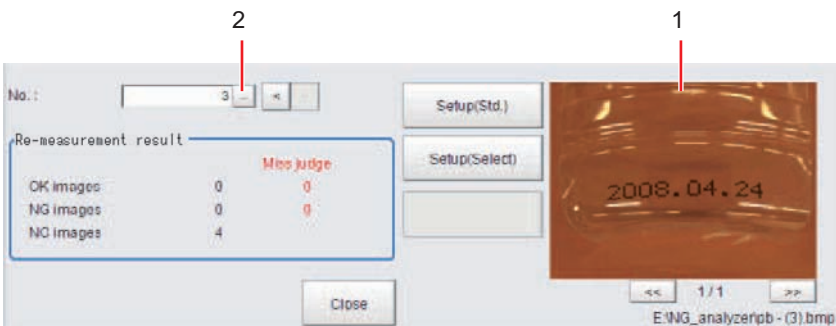 2
1
No. :
3
...
<
Re-measurement result
Miss judge
OK images 0 0
NG images 0 0
NC images 4
Close
Setup(Std.)
Setup(Select)
2008.04.24
<< 1/1 >>
E:\NG_analyzer\pb - (3).bmp